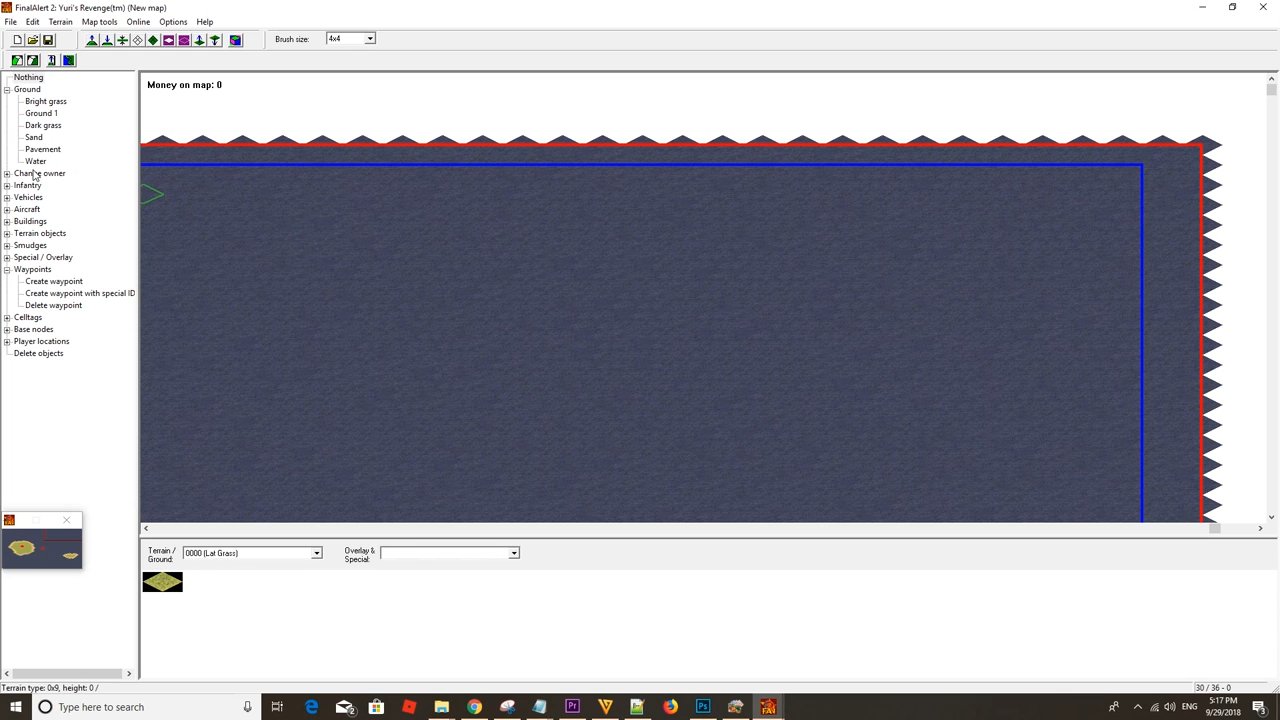 FinalAlert 2: Yuri's Revenge(tm) (New map)
File Edit Terrain Map tools Online Options Help
Brush size: 4x4
Nothing
Ground
Bright grass
Ground 1
Dark grass
Sand
Pavement
Water
Change owner
Infantry
Vehicles
Aircraft
Buildings
Terrain objects
Smudges
Special / Overlay
Waypoints
Create waypoint
Create waypoint with special ID
Delete waypoint
Celltags
Base nodes
Player locations
Delete objects
Money on map: 0
Terrain / Ground: 0000 (Lat Grass) Overlay & Special:
Terrain type: 0x9, height: 0 / 30 / 36 - 0
Type here to search
5:17 PM
9/29/2018